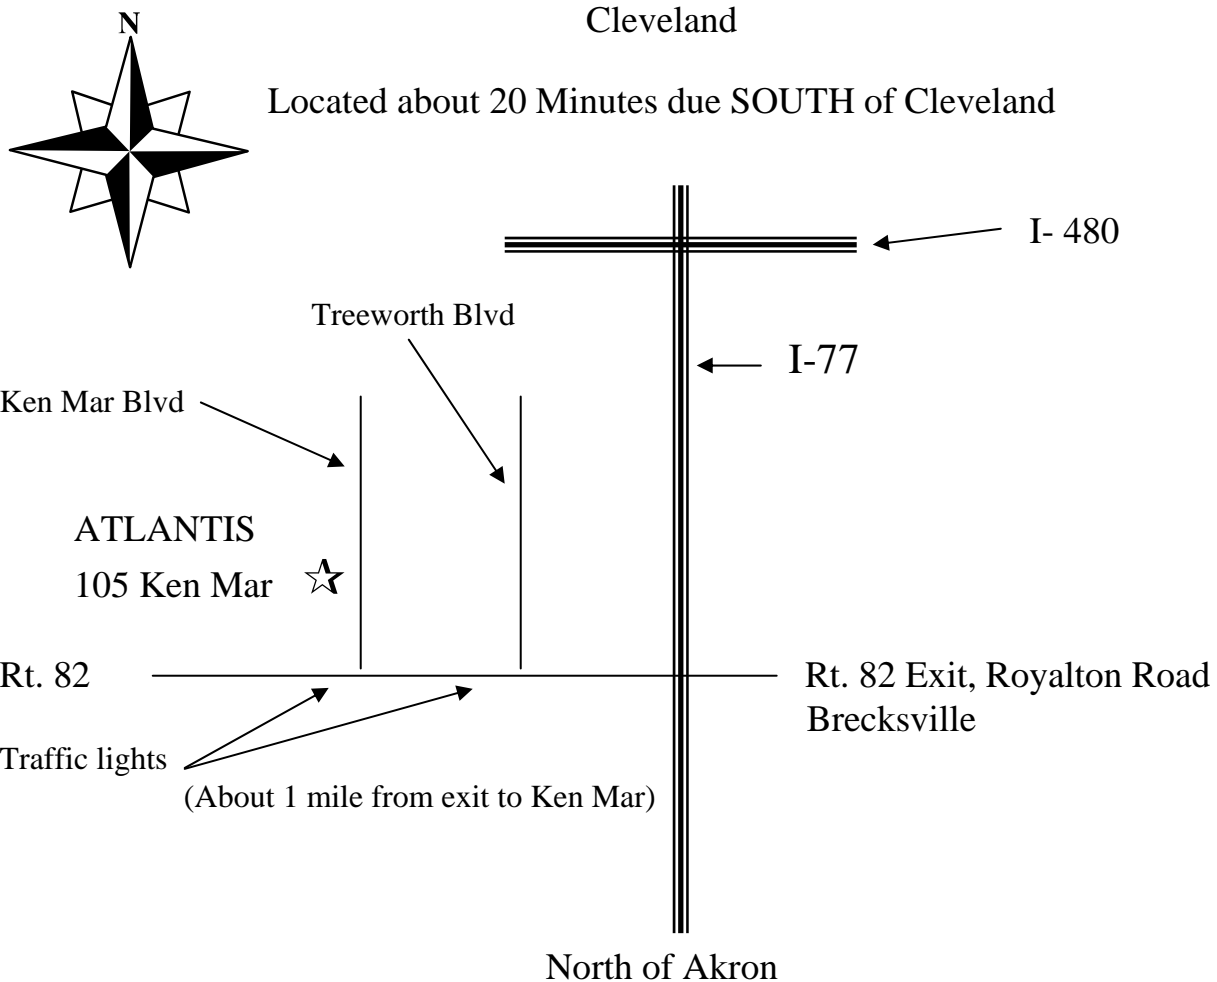 N
Cleveland
Located about 20 Minutes due SOUTH of Cleveland
I- 480
Treeworth Blvd
I-77
Ken Mar Blvd
ATLANTIS
105 Ken Mar
Rt. 82
Rt. 82 Exit, Royalton Road
Brecksville
Traffic lights
(About 1 mile from exit to Ken Mar)
North of Akron